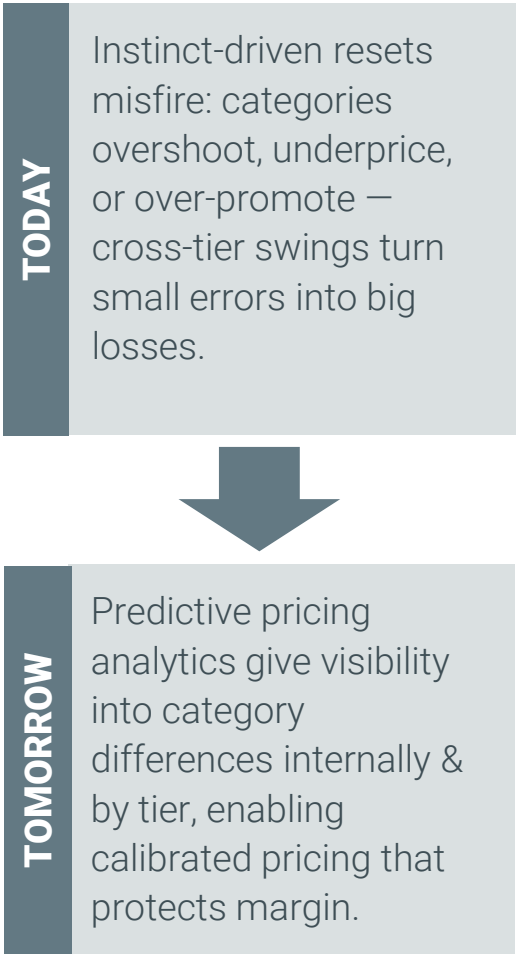 TODAY
Instinct-driven resets
misfire: categories
overshoot, underprice,
or over-promote —
cross-tier swings turn
small errors into big
losses.
TOMORROW
Predictive pricing
analytics give visibility
into category
differences internally &
by tier, enabling
calibrated pricing that
protects margin.